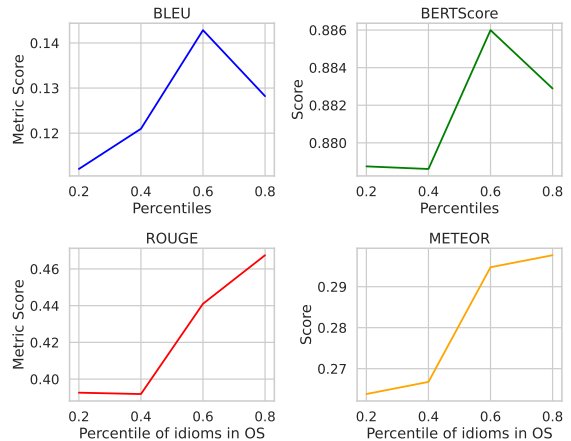 BLEU
Metric Score
0.14
0.13
0.12
0.2 0.4 0.6 0.8
Percentiles
BERTScore
Score
0.886
0.884
0.882
0.880
0.2 0.4 0.6 0.8
Percentiles
ROUGE
Metric Score
0.46
0.44
0.42
0.40
0.2 0.4 0.6 0.8
Percentile of idioms in OS
METEOR
Score
0.29
0.28
0.27
0.2 0.4 0.6 0.8
Percentile of idioms in OS